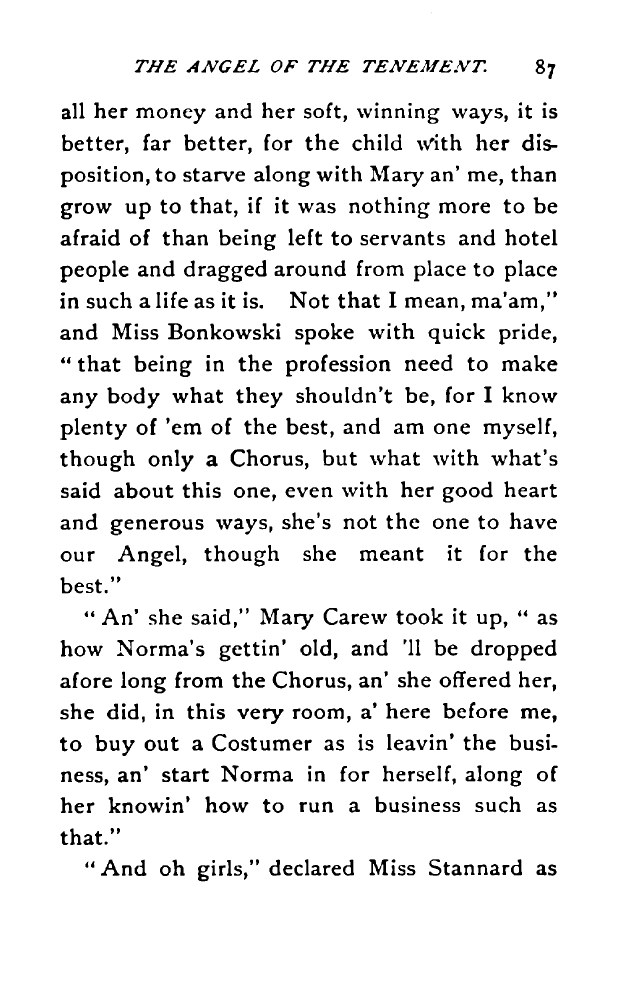 THE ANGEL OF THE TENEMENT. 87
all her money and her soft, winning ways, it is
better, far better, for the child with her dis-
position, to starve along with Mary an' me, than
grow up to that, if it was nothing more to be
afraid of than being left to servants and hotel
people and dragged around from place to place
in such a life as it is. Not that I mean, ma'am,"
and Miss Bonkowski spoke with quick pride,
"that being in the profession need to make
any body what they shouldn't be, for I know
plenty of 'em of the best, and am one myself,
though only a Chorus, but what with what's
said about this one, even with her good heart
and generous ways, she's not the one to have
our Angel, though she meant it for the
best."
"An' she said," Mary Carew took it up, "as
how Norma's gettin' old, and 'll be dropped
afore long from the Chorus, an' she offered her,
she did, in this very room, a' here before me,
to buy out a Costumer as is leavin' the busi-
ness, an' start Norma in for herself, along of
her knowin' how to run a business such as
that."
"And oh girls," declared Miss Stannard as